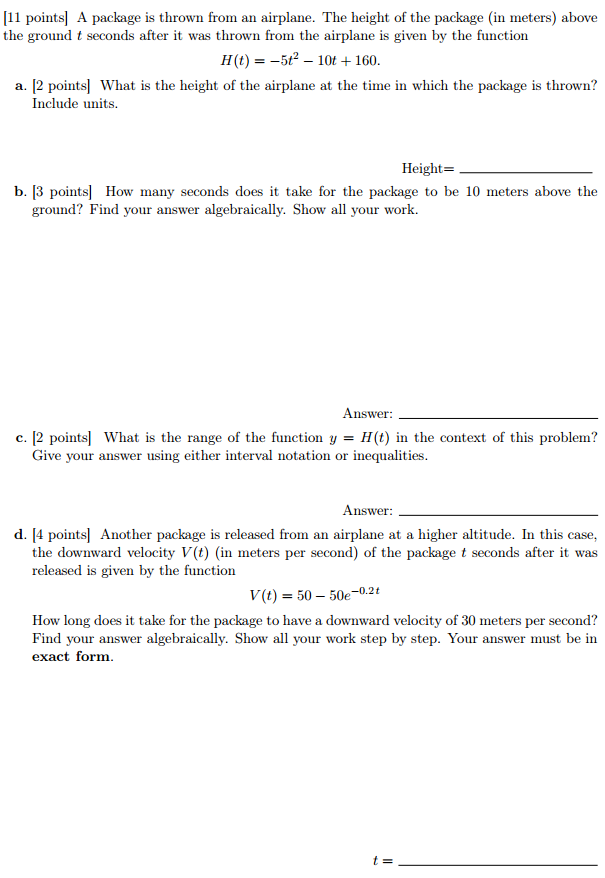 [11 points] A package is thrown from an airplane. The height of the package (in meters) above
the ground t seconds after it was thrown from the airplane is given by the function
H(t) = −5t² − 10t + 160.
a. [2 points] What is the height of the airplane at the time in which the package is thrown?
Include units.
Height=
b. [3 points] How many seconds does it take for the package to be 10 meters above the
ground? Find your answer algebraically. Show all your work.
Answer:
c. [2 points] What is the range of the function y = H(t) in the context of this problem?
Give your answer using either interval notation or inequalities.
Answer:
d. [4 points] Another package is released from an airplane at a higher altitude. In this case,
the downward velocity V(t) (in meters per second) of the package t seconds after it was
released is given by the function
V(t) = 50 − 50e^−0.2t
How long does it take for the package to have a downward velocity of 30 meters per second?
Find your answer algebraically. Show all your work step by step. Your answer must be in
exact form.
t =